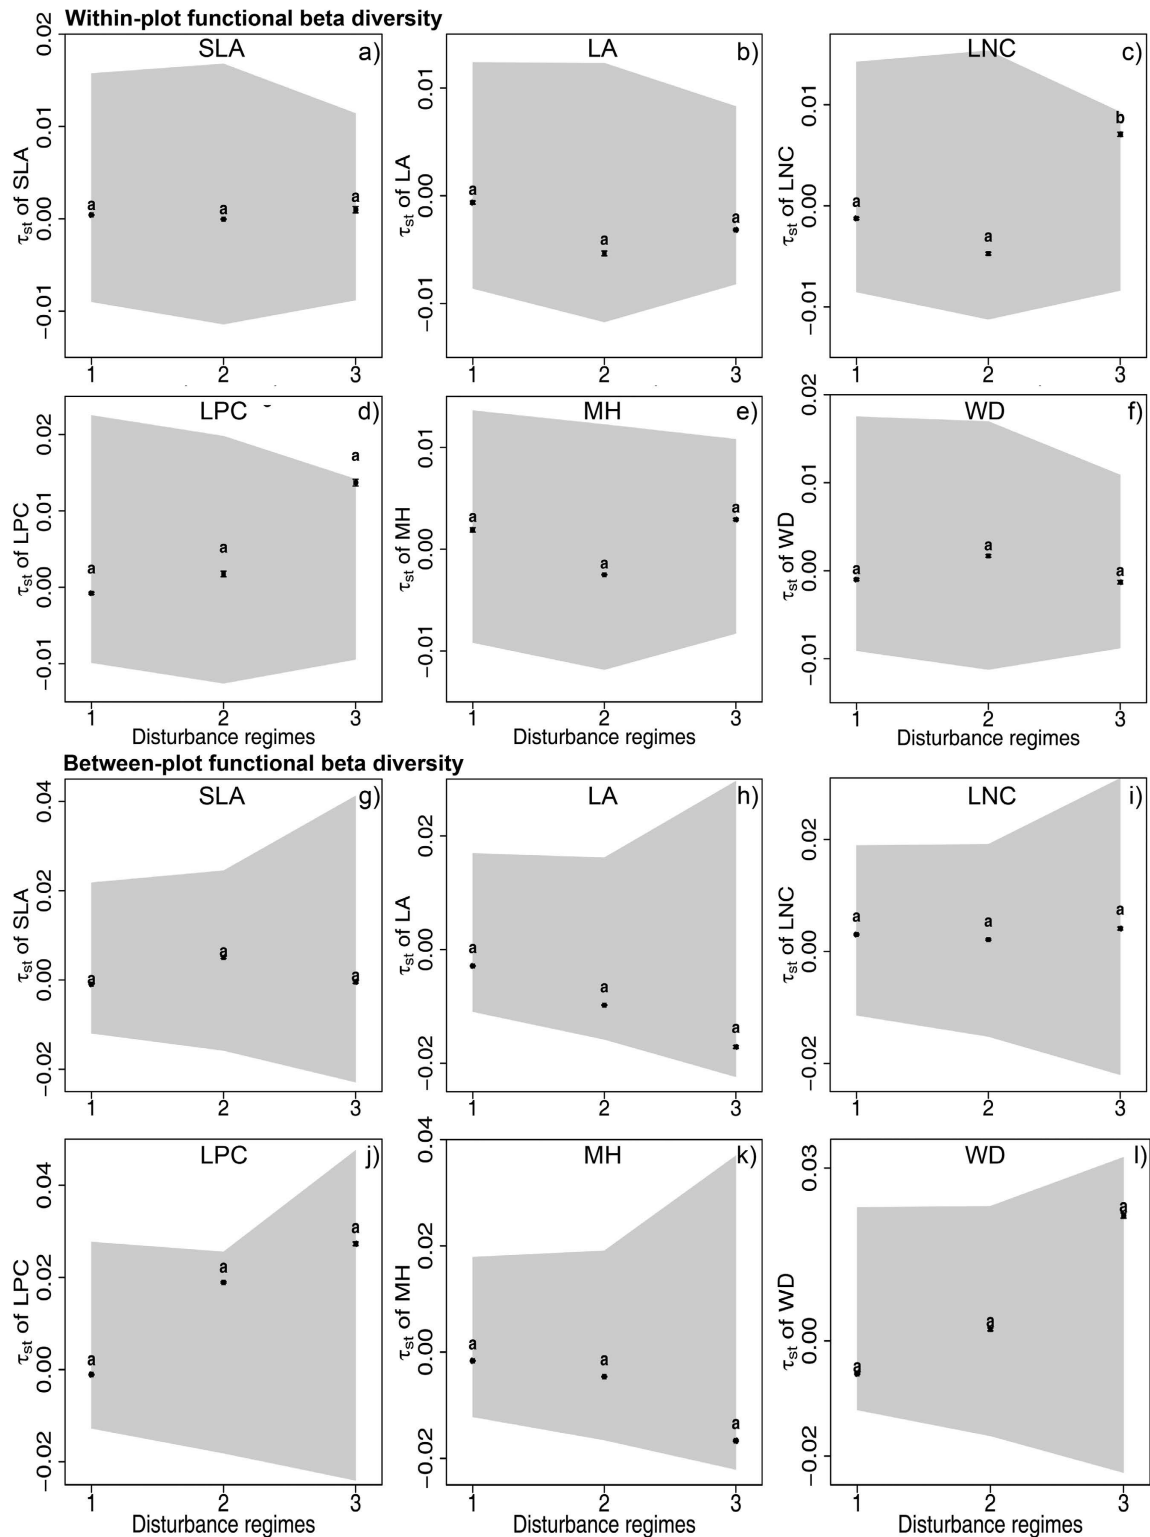 Within-plot functional beta diversity
SLA a)
τst of SLA
0.02
0.01
0.00
−0.01
a a a
1 2 3
LA b)
τst of LA
0.01
0.00
−0.01
a a a
1 2 3
LNC c)
τst of LNC
0.01
0.00
−0.01
a a b
1 2 3
LPC d)
τst of LPC
0.02
0.01
0.00
−0.01
a a a
1 2 3
Disturbance regimes
MH e)
τst of MH
0.01
0.00
−0.01
a a a
1 2 3
Disturbance regimes
WD f)
τst of WD
0.02
0.01
0.00
−0.01
a a a
1 2 3
Disturbance regimes
Between-plot functional beta diversity
SLA g)
τst of SLA
0.04
0.02
0.00
−0.02
a a a
1 2 3
LA h)
τst of LA
0.02
0.00
−0.02
a a a
1 2 3
LNC i)
τst of LNC
0.02
0.00
−0.02
a a a
1 2 3
LPC j)
τst of LPC
0.04
0.02
0.00
−0.02
a a a
1 2 3
Disturbance regimes
MH k)
τst of MH
0.04
0.02
0.00
−0.02
a a a
1 2 3
Disturbance regimes
WD l)
τst of WD
0.03
0.00
−0.02
a a a
1 2 3
Disturbance regimes